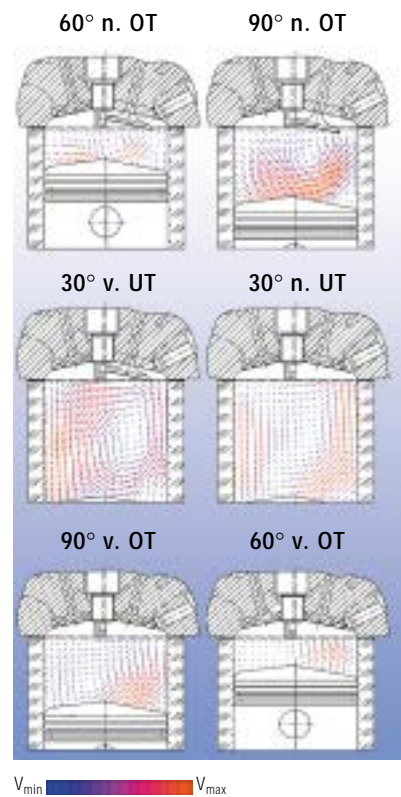 60° n. OT 90° n. OT
30° v. UT 30° n. UT
90° v. OT 60° v. OT
Vmin Vmax